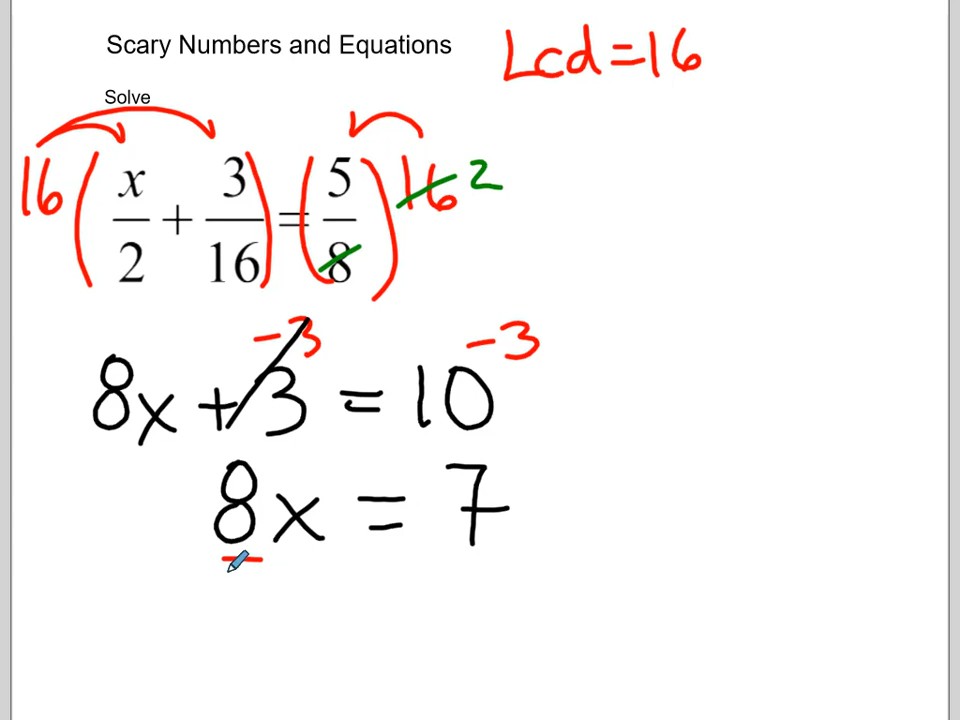 Scary Numbers and Equations
Lcd = 16
Solve
16 ( x/2 + 3/16 ) = ( 5/8 ) 16 2
-3 -3
8x + 3 = 10
8x = 7